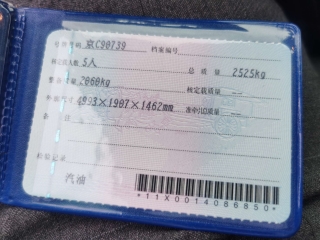 号牌号码 京C90739 档案编号
核定载人数 5人 总质量 2525kg
整备质量 2060kg 核定载质量 --
外廓尺寸 4993×1907×1462mm 准牵引总质量 --
备注
检验记录
汽油
*11X0014086850*